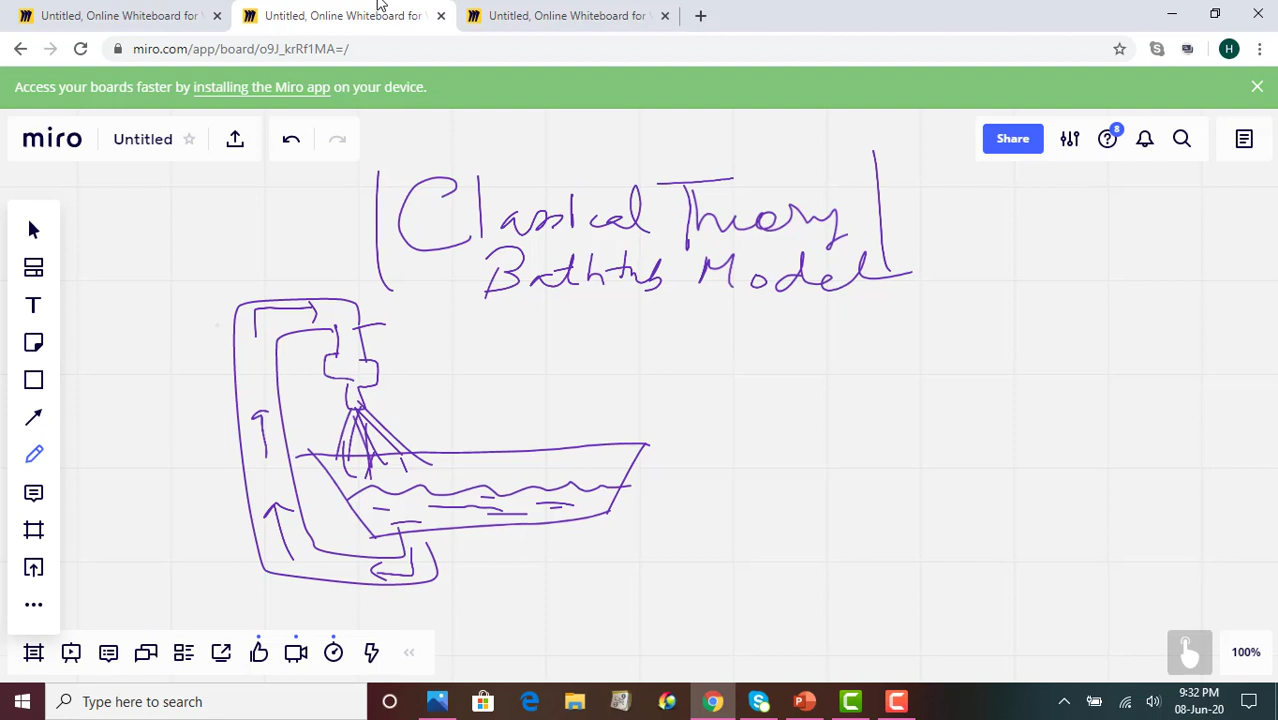 Untitled, Online Whiteboard for V
Untitled, Online Whiteboard for V
Untitled, Online Whiteboard for V
miro.com/app/board/o9J_krRf1MA=/
H
Access your boards faster by installing the Miro app on your device.
miro
Untitled
Share
8
Classical Theory
Bathtub Model
T
100%
Type here to search
9:32 PM
08-Jun-20